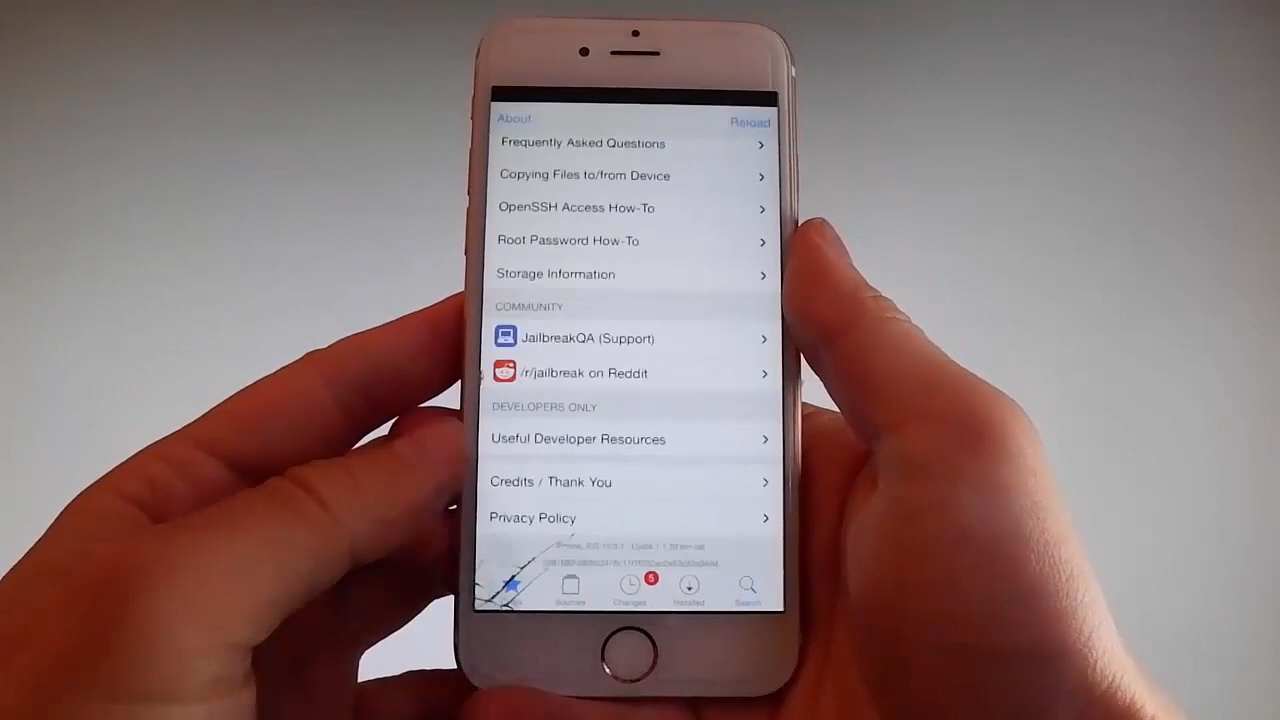 About
Reload
Frequently Asked Questions
Copying Files to/from Device
OpenSSH Access How-To
Root Password How-To
Storage Information
COMMUNITY
JailbreakQA (Support)
/r/jailbreak on Reddit
DEVELOPERS ONLY
Useful Developer Resources
Credits / Thank You
Privacy Policy
5
Sources
Changes
Installed
Search